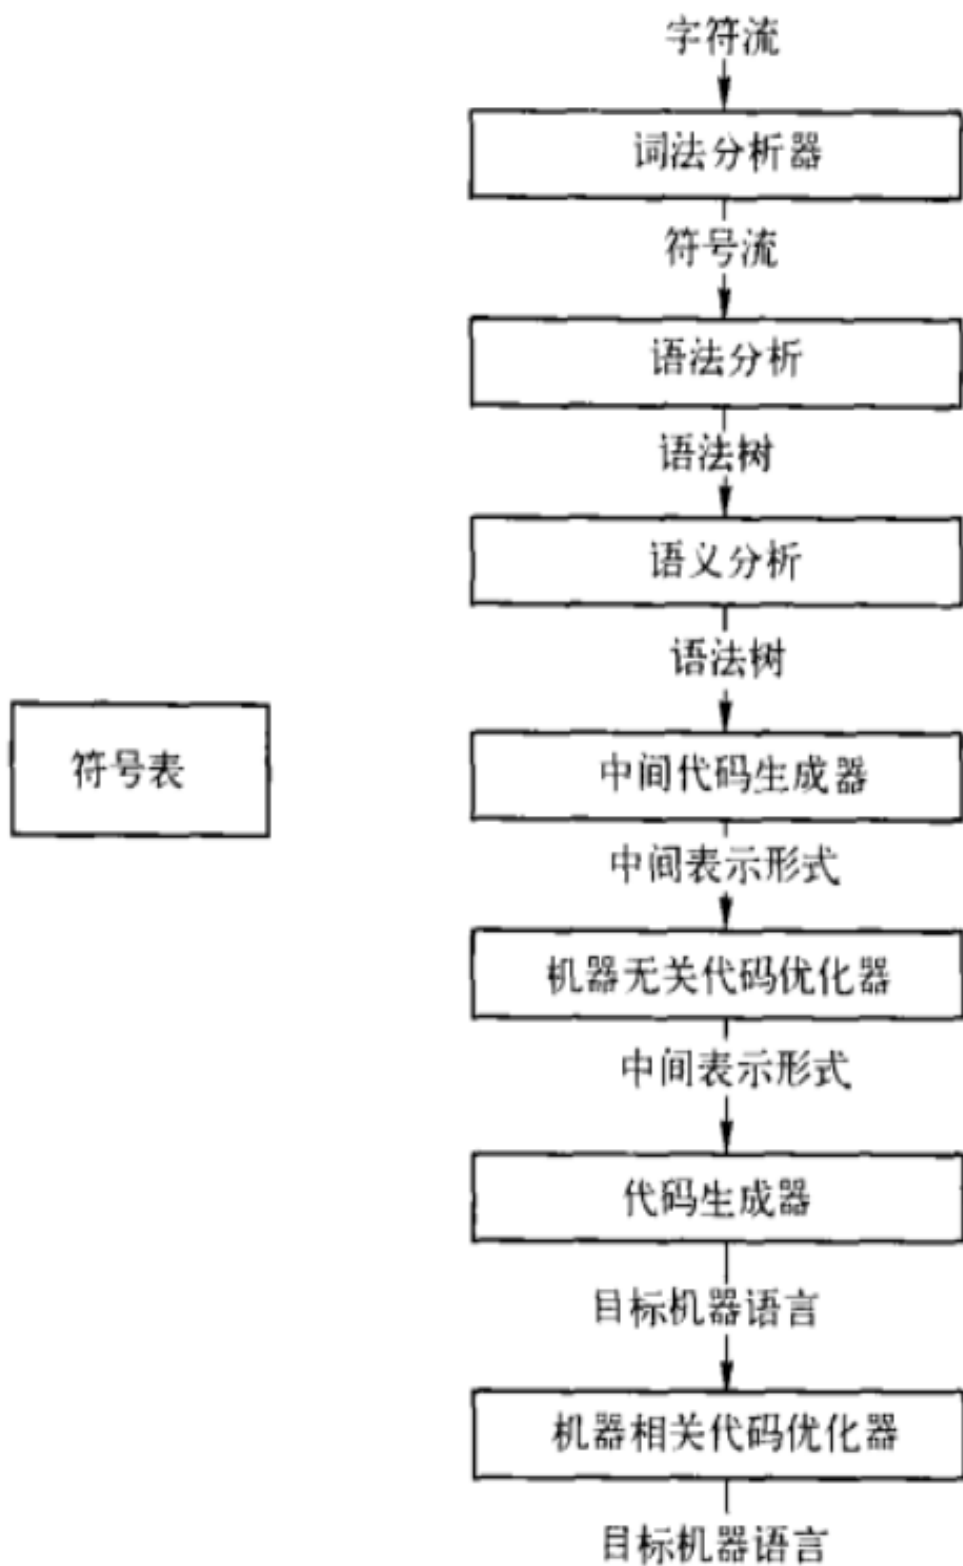 字符流
词法分析器
符号流
语法分析
语法树
语义分析
语法树
符号表
中间代码生成器
中间表示形式
机器无关代码优化器
中间表示形式
代码生成器
目标机器语言
机器相关代码优化器
目标机器语言